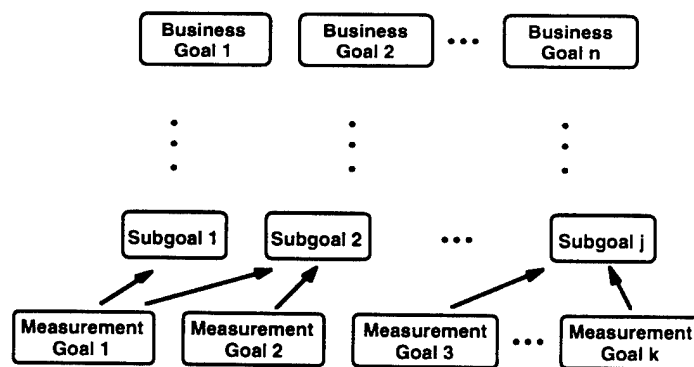 Business
Goal 1
Business
Goal 2
...
Business
Goal n
Subgoal 1
Subgoal 2
...
Subgoal j
Measurement
Goal 1
Measurement
Goal 2
Measurement
Goal 3
...
Measurement
Goal k